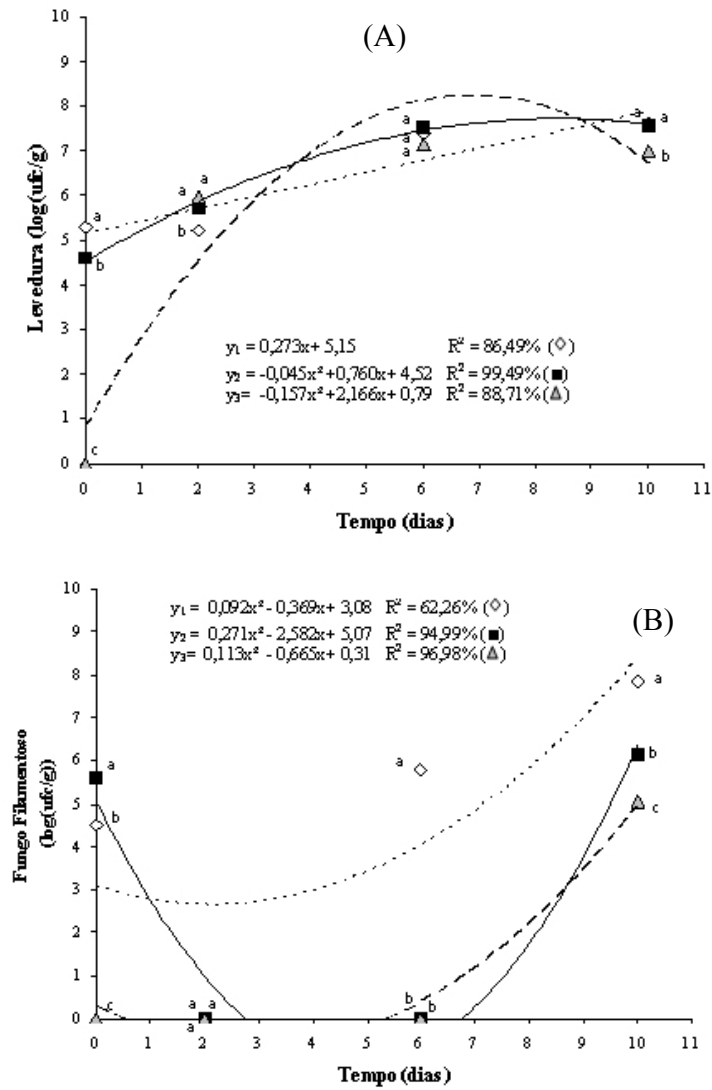 (A)
Levedura (log(ufc/g)
10
9
8
7
6
5
4
3
2
1
0
a
b
c
a
a
b
a
a
a
a
a
b
y₁ = 0,273x + 5,15 R² = 86,49% (◇)
y₂ = -0,045x² +0,760x + 4,52 R² = 99,49% (■)
y₃= -0,157x² +2,166x + 0,79 R² = 88,71% (▲)
0 1 2 3 4 5 6 7 8 9 10 11
Tempo (dias)
(B)
Fungo Filamentoso
(log(ufc/g))
10
9
8
7
6
5
4
3
2
1
0
y₁ = 0,092x² - 0,369x + 3,08 R² = 62,26% (◇)
y₂ = 0,271x² - 2,582x + 5,07 R² = 94,99% (■)
y₃= 0,113x² - 0,665x + 0,31 R² = 96,98% (▲)
a
b
c
a a
a
a
b b
a
b
c
0 1 2 3 4 5 6 7 8 9 10 11
Tempo (dias)